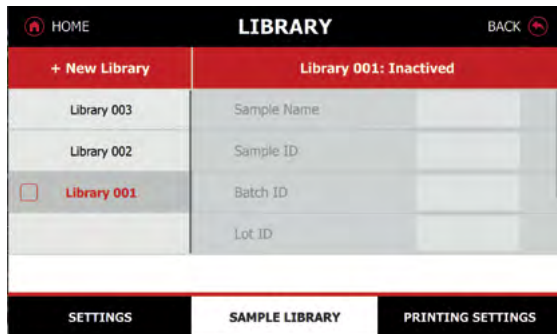 HOME
LIBRARY
BACK
+ New Library
Library 001: Inactived
Library 003
Sample Name
Library 002
Sample ID
Library 001
Batch ID
Lot ID
SETTINGS
SAMPLE LIBRARY
PRINTING SETTINGS